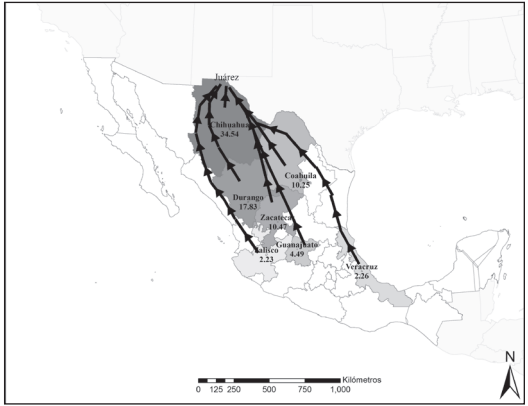 Juárez
Chihuahua
34.54
Coahuila
10.25
Durango
17.83
Zacatecas
10.47
Guanajuato
4.49
Jalisco
2.23
Veracruz
2.26
N
Kilómetros
0 125 250 500 750 1,000